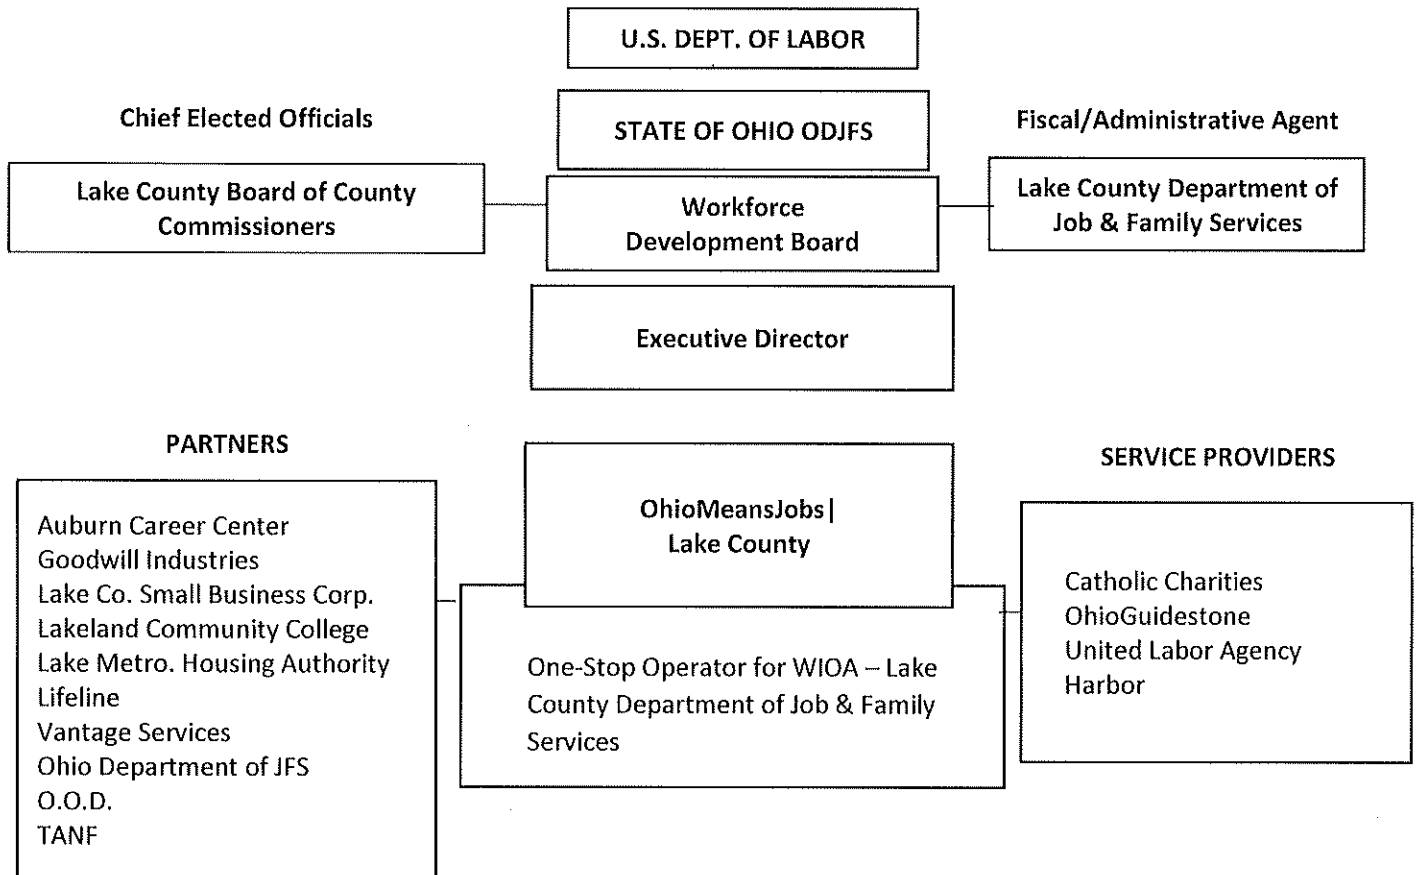 U.S. DEPT. OF LABOR
Chief Elected Officials
STATE OF OHIO ODJFS
Fiscal/Administrative Agent
Lake County Board of County
Commissioners
Workforce
Development Board
Lake County Department of
Job & Family Services
Executive Director
PARTNERS
Auburn Career Center
Goodwill Industries
Lake Co. Small Business Corp.
Lakeland Community College
Lake Metro. Housing Authority
Lifeline
Vantage Services
Ohio Department of JFS
O.O.D.
TANF
OhioMeansJobs|
Lake County
One-Stop Operator for WIOA – Lake
County Department of Job & Family
Services
SERVICE PROVIDERS
Catholic Charities
OhioGuidestone
United Labor Agency
Harbor